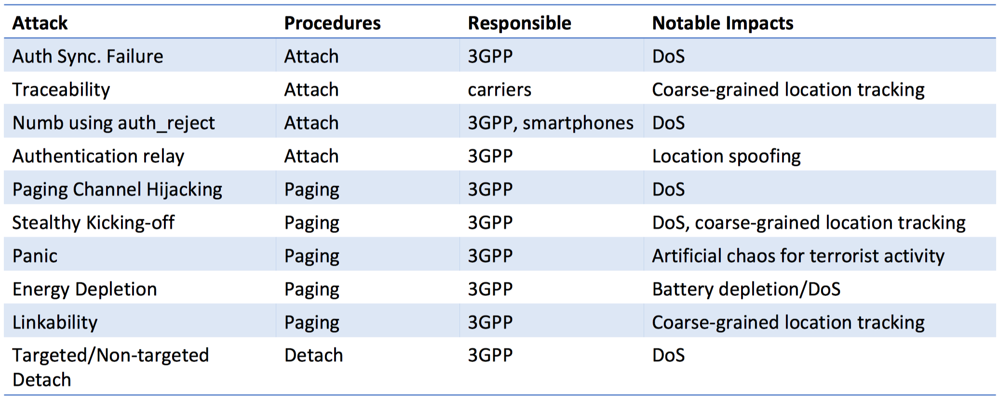 Attack Procedures Responsible Notable Impacts
Auth Sync. Failure Attach 3GPP DoS
Traceability Attach carriers Coarse-grained location tracking
Numb using auth_reject Attach 3GPP, smartphones DoS
Authentication relay Attach 3GPP Location spoofing
Paging Channel Hijacking Paging 3GPP DoS
Stealthy Kicking-off Paging 3GPP DoS, coarse-grained location tracking
Panic Paging 3GPP Artificial chaos for terrorist activity
Energy Depletion Paging 3GPP Battery depletion/DoS
Linkability Paging 3GPP Coarse-grained location tracking
Targeted/Non-targeted Detach 3GPP DoS
Detach